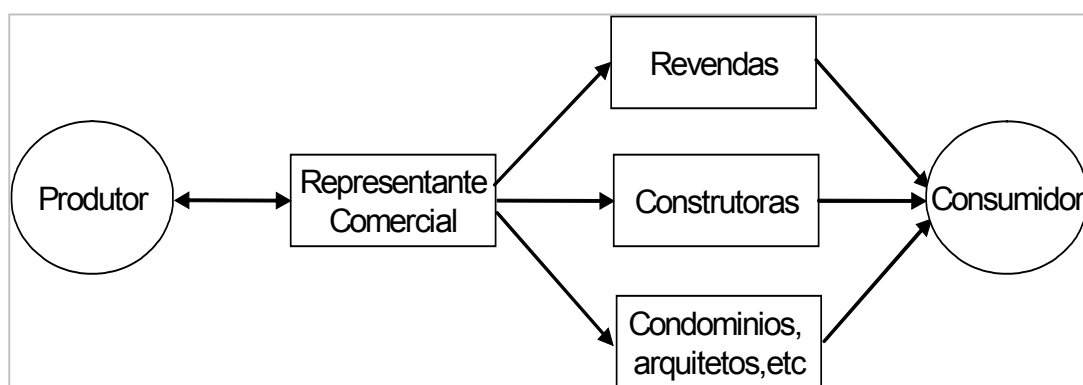 Produtor
Representante
Comercial
Revendas
Construtoras
Condominios,
arquitetos,etc
Consumidor